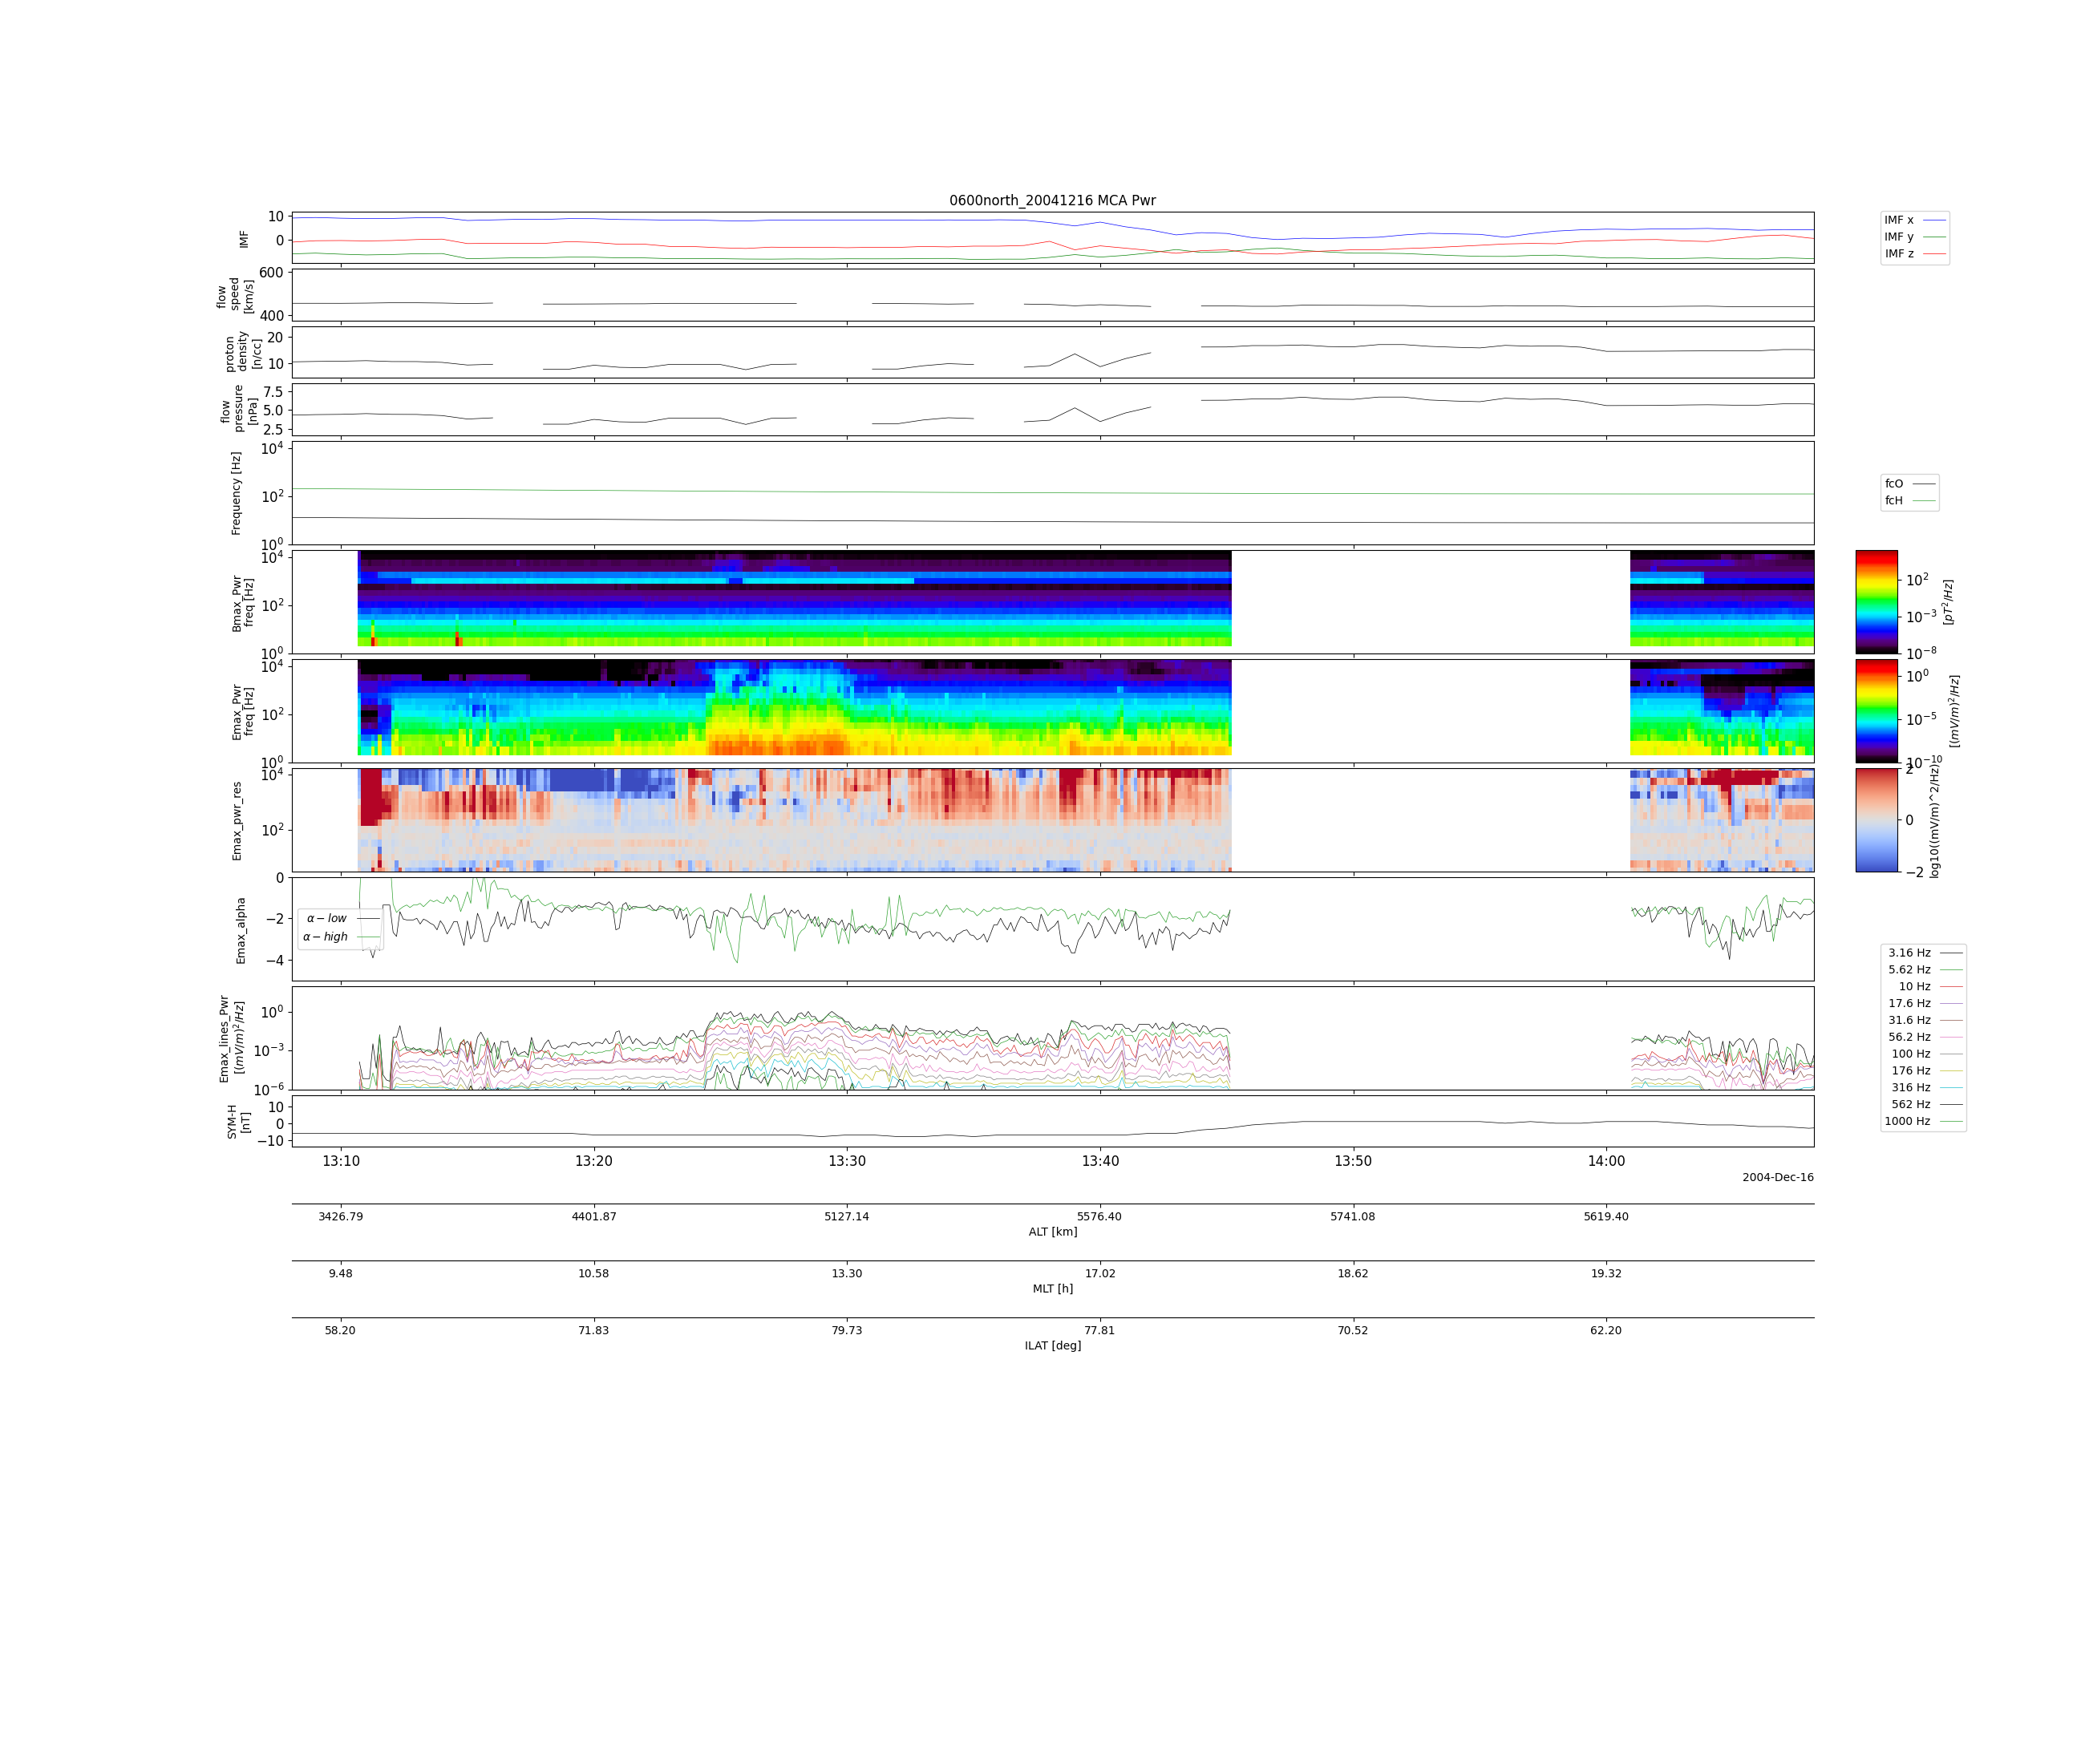 0600north_20041216 MCA Pwr
10
0
IMF
IMF x
IMF y
IMF z
600
400
flow
speed
[km/s]
20
10
proton
density
[n/cc]
7.5
5.0
2.5
flow
pressure
[nPa]
10^4
10^2
10^0
Frequency [Hz]
fcO
fcH
10^4
10^2
10^0
Bmax_Pwr
freq [Hz]
10^2
10^-3
10^-8
[pT^2/Hz]
10^4
10^2
10^0
Emax_Pwr
freq [Hz]
10^0
10^-5
10^-10
[(mV/m)^2/Hz]
10^4
10^2
Emax_pwr_res
2
0
−2
log10((mV/m)^2/Hz)
0
−2
−4
Emax_alpha
α − low
α − high
10^0
10^-3
10^-6
Emax_lines_Pwr
[(mV/m)^2/Hz]
3.16 Hz
5.62 Hz
10 Hz
17.6 Hz
31.6 Hz
56.2 Hz
100 Hz
176 Hz
316 Hz
562 Hz
1000 Hz
10
0
−10
SYM-H
[nT]
13:10 13:20 13:30 13:40 13:50 14:00
2004-Dec-16
3426.79 4401.87 5127.14 5576.40 5741.08 5619.40
ALT [km]
9.48 10.58 13.30 17.02 18.62 19.32
MLT [h]
58.20 71.83 79.73 77.81 70.52 62.20
ILAT [deg]